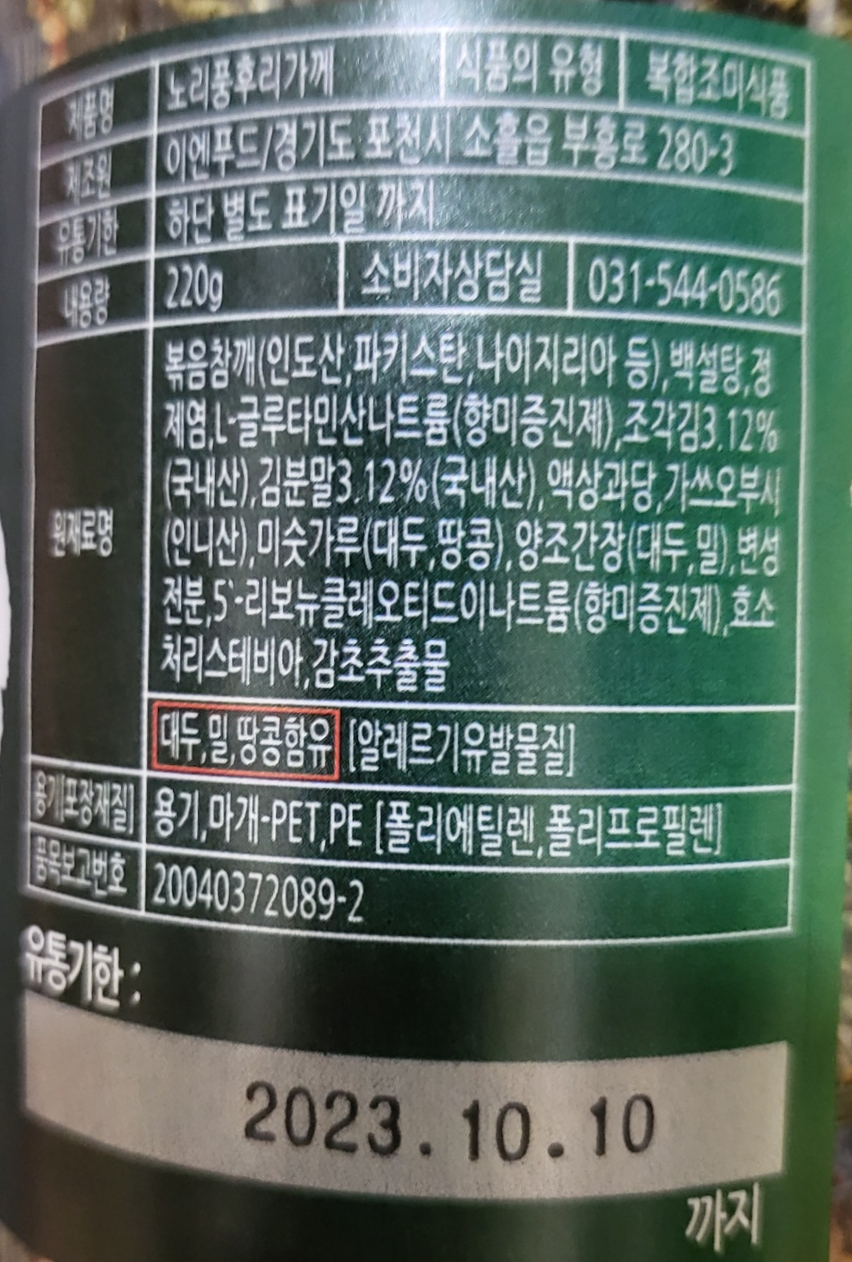 제품명 노리풍후리가께 식품의 유형 복합조미식품
제조원 이엔푸드/경기도 포천시 소흘읍 부흥로 280-3
유통기한 하단 별도 표기일 까지
내용량 220g 소비자상담실 031-544-0586
원재료명
볶음참깨(인도산,파키스탄,나이지리아 등),백설탕,정
제염,L-글루타민산나트륨(향미증진제),조각김3.12%
(국내산),김분말3.12%(국내산),액상과당,가쓰오부시
(인니산),미숫가루(대두,땅콩),양조간장(대두,밀),변성
전분,5`-리보뉴클레오티드이나트륨(향미증진제),효소
처리스테비아,감초추출물
대두,밀,땅콩함유 [알레르기유발물질]
용기[포장재질] 용기,마개-PET,PE [폴리에틸렌,폴리프로필렌]
품목보고번호 20040372089-2
유통기한 :
2023.10.10
까지